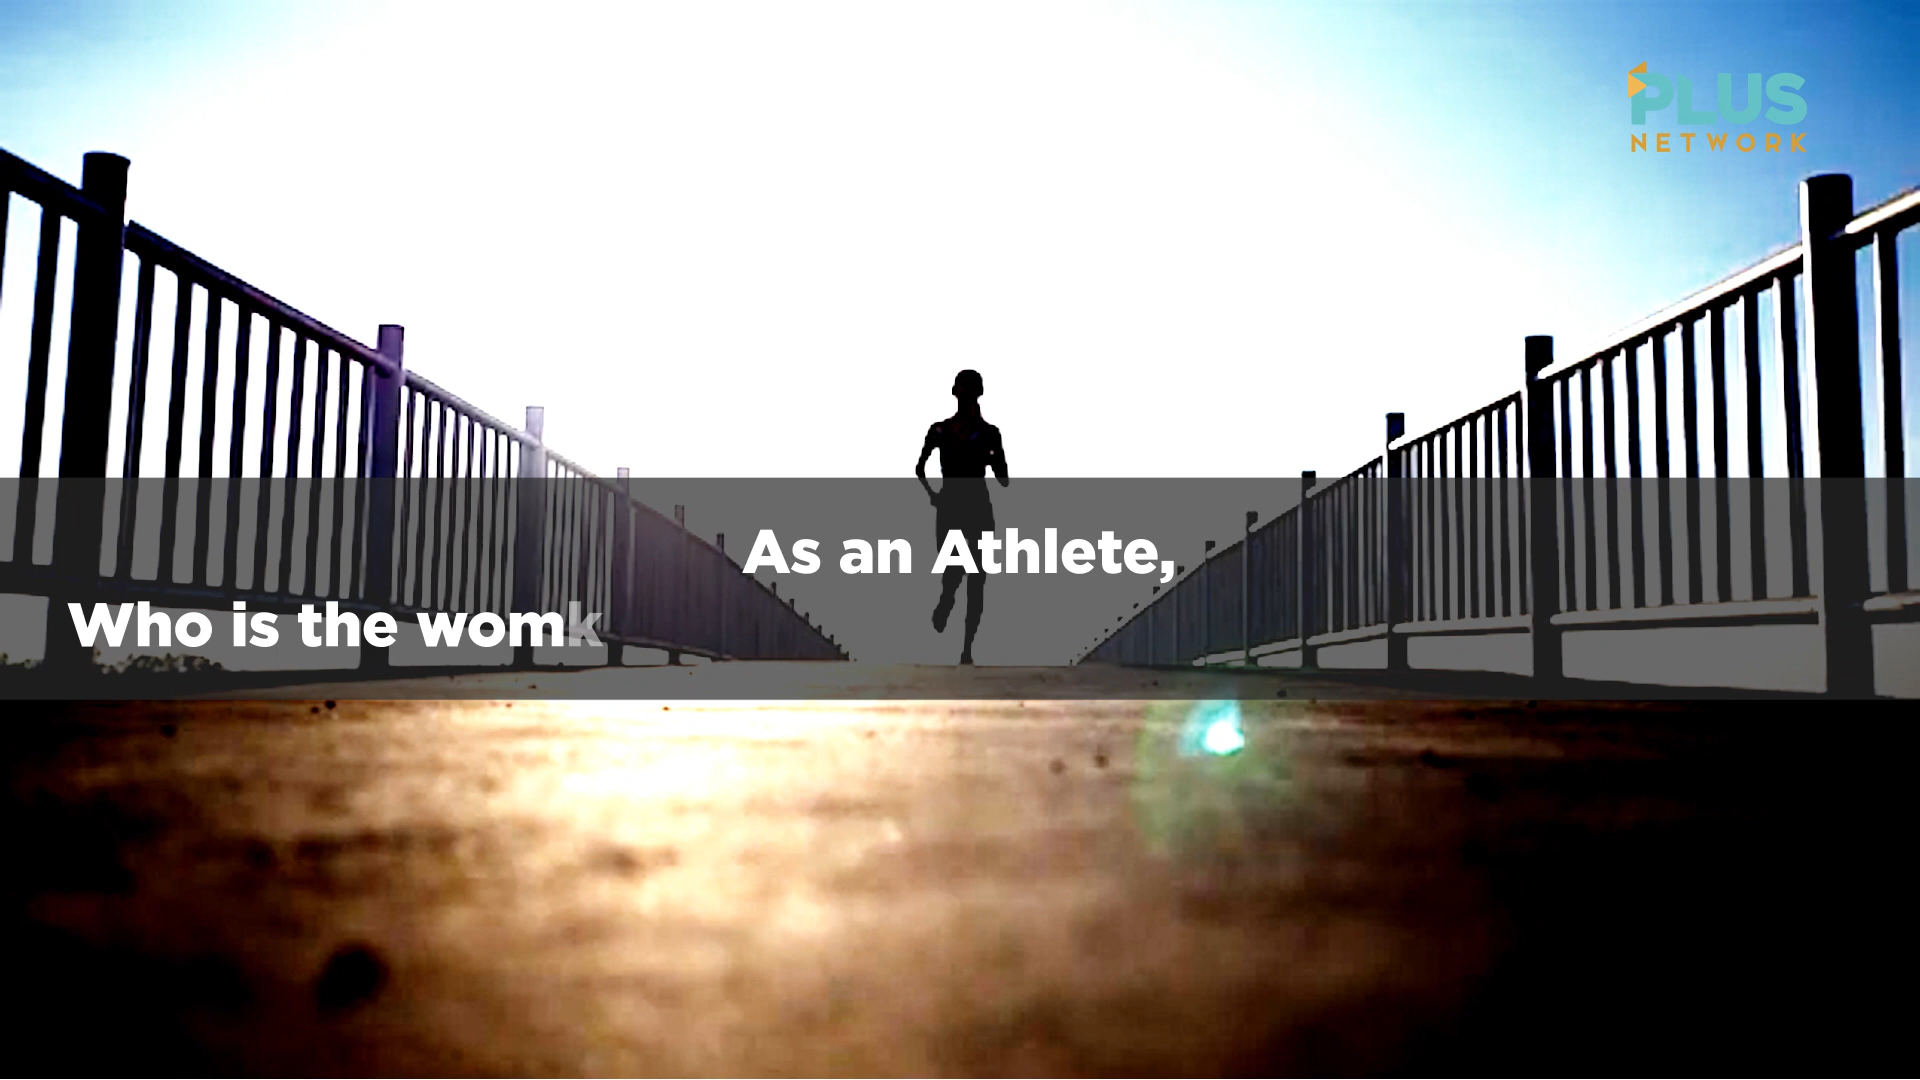 PLUS
NETWORK
As an Athlete,
Who is the womk